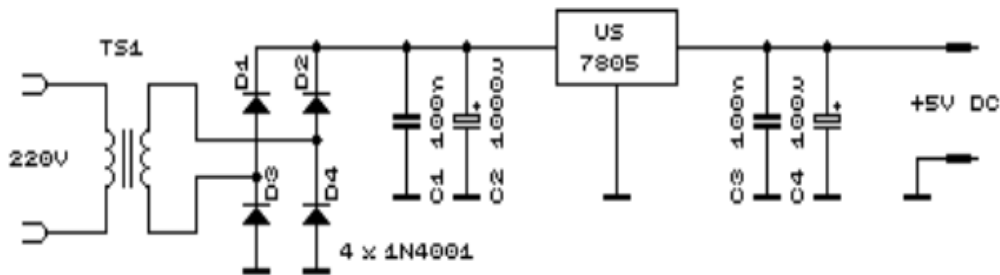 TS1
220V
D1
D2
D3
D4
4 x 1N4001
C1 100n
C2 1000u
US
7805
C3 100n
C4 100u
+
+
+5V DC